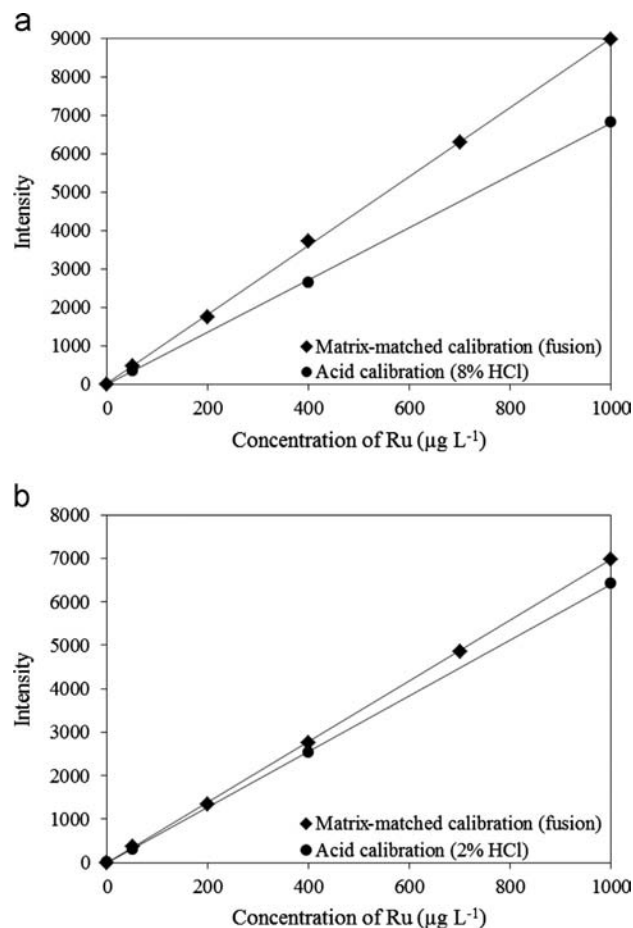 a
9000
8000
7000
6000
5000
4000
3000
2000
1000
0
Intensity
Matrix-matched calibration (fusion)
Acid calibration (8% HCl)
0 200 400 600 800 1000
Concentration of Ru (µg L⁻¹)
b
8000
7000
6000
5000
4000
3000
2000
1000
0
Intensity
Matrix-matched calibration (fusion)
Acid calibration (2% HCl)
0 200 400 600 800 1000
Concentration of Ru (µg L⁻¹)